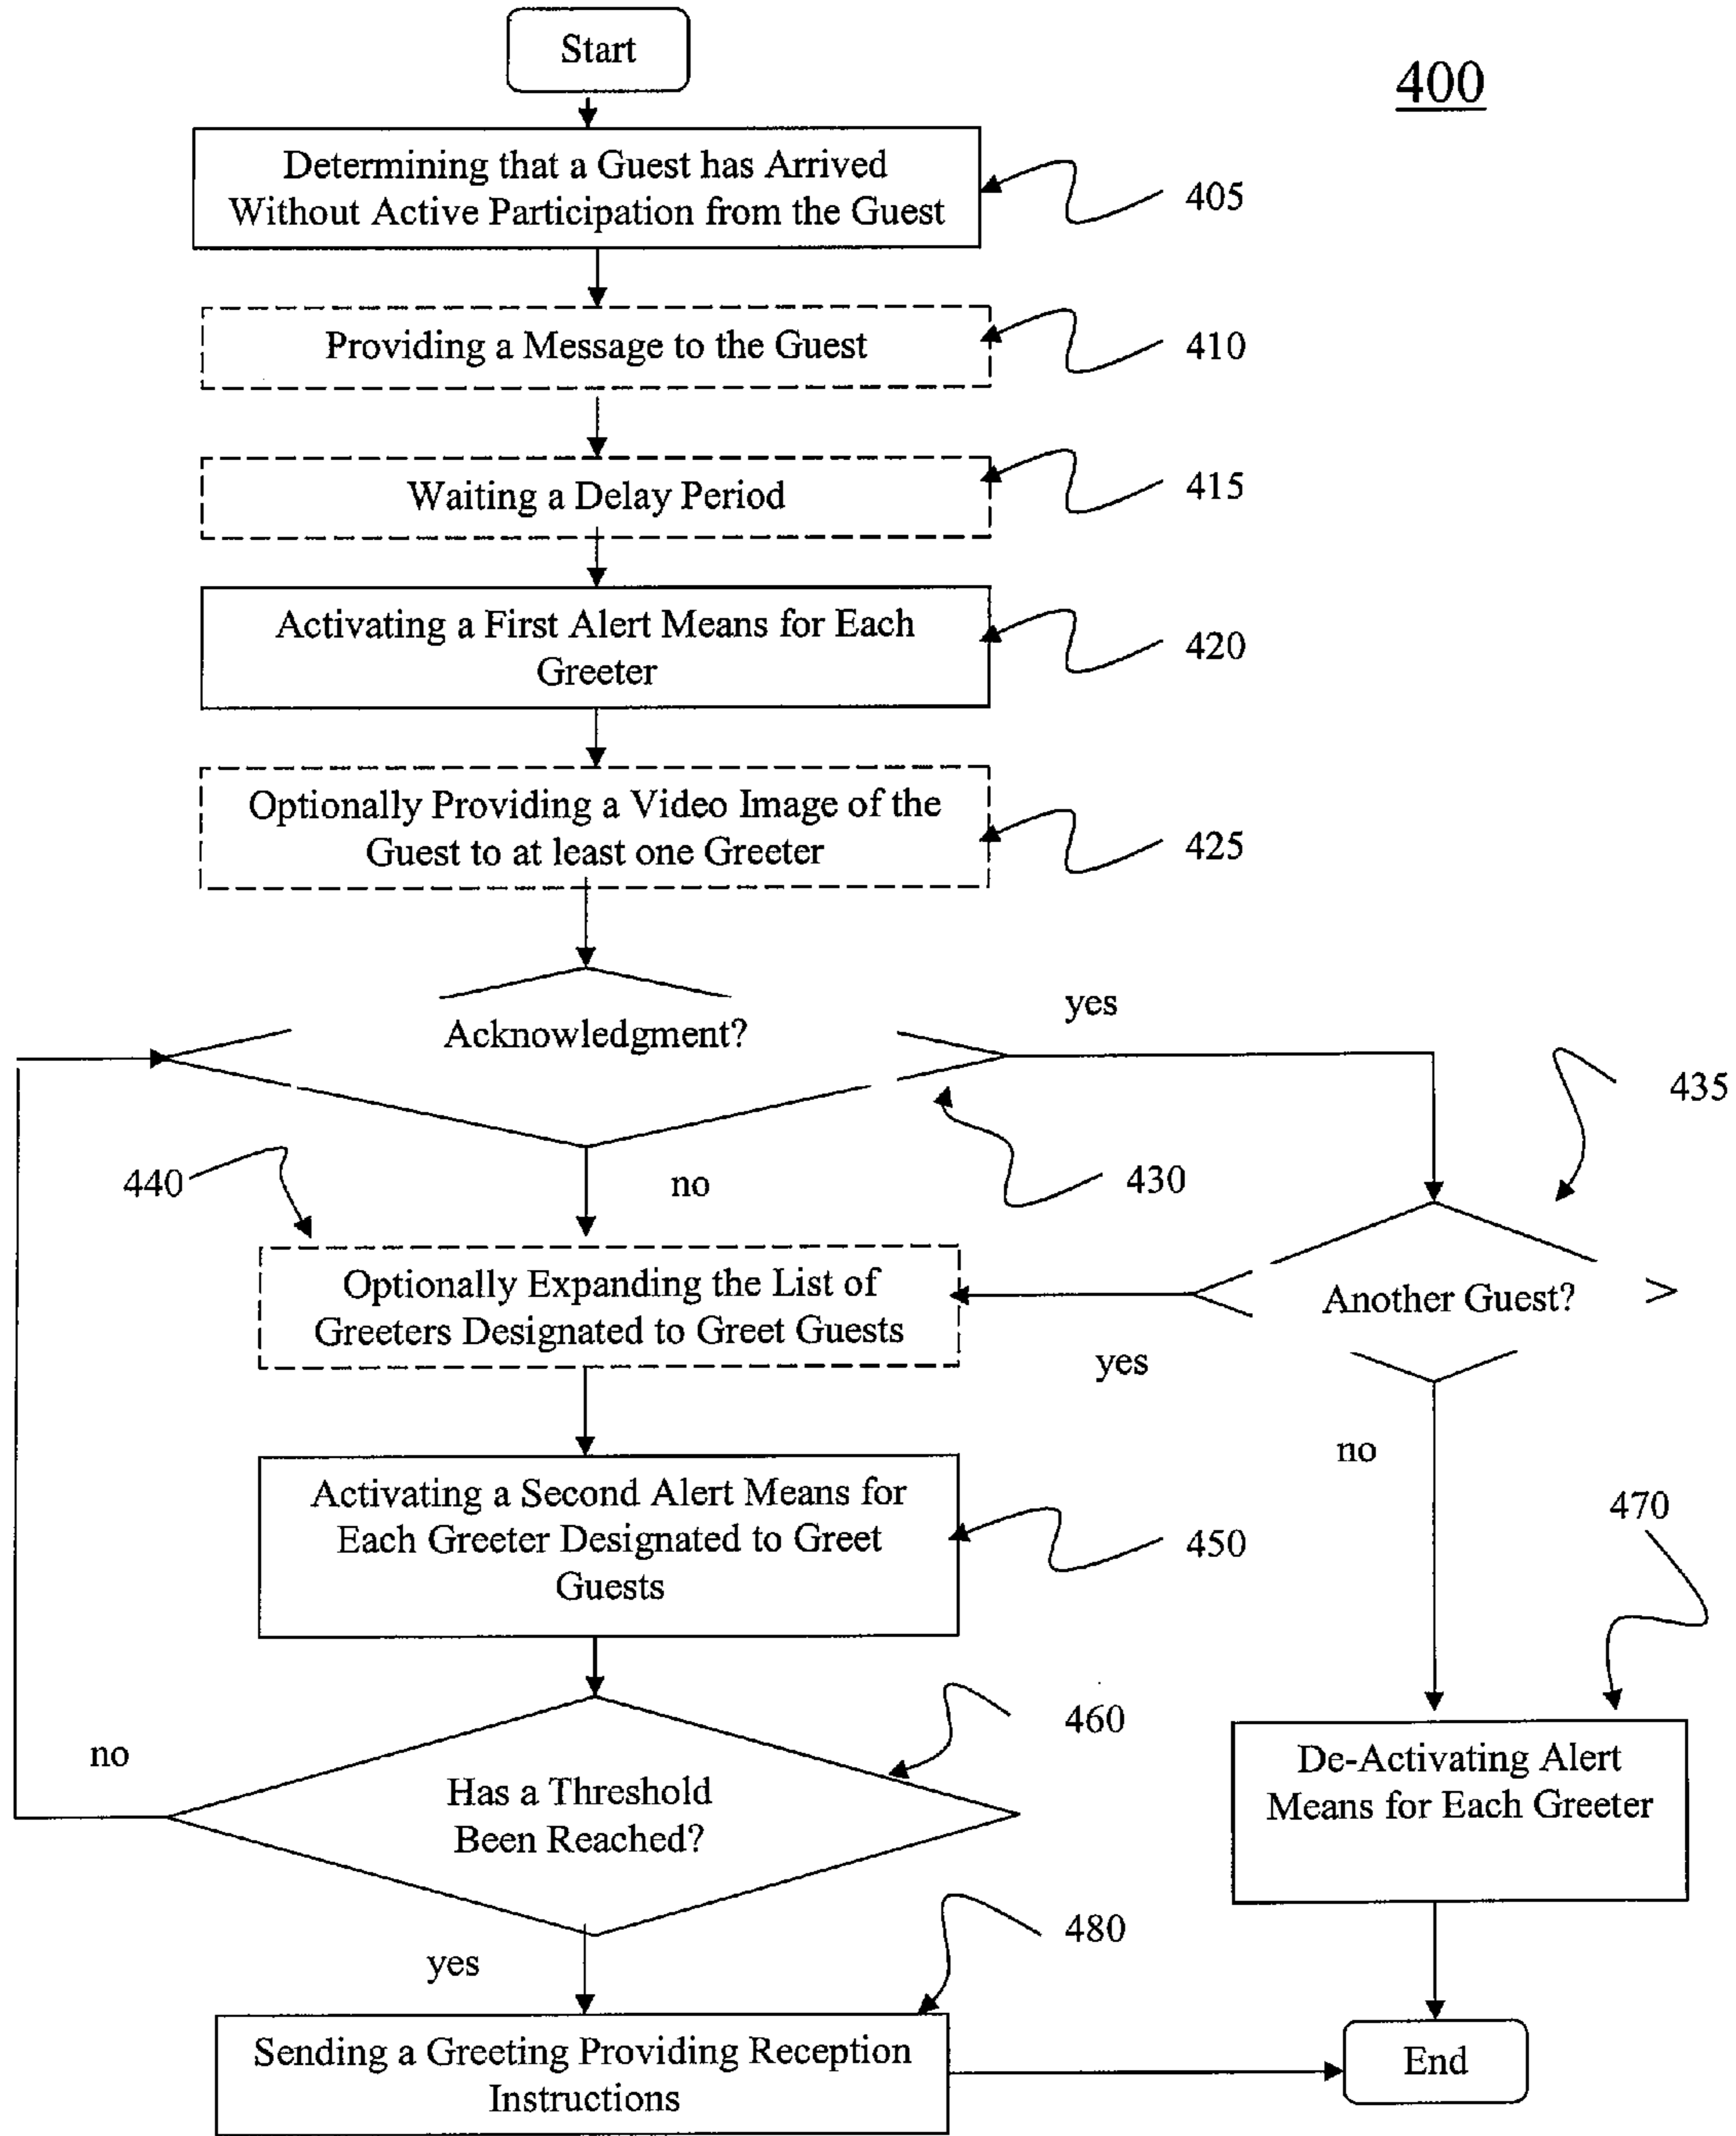 Start
400
Determining that a Guest has Arrived
Without Active Participation from the Guest
405
Providing a Message to the Guest
410
Waiting a Delay Period
415
Activating a First Alert Means for Each
Greeter
420
Optionally Providing a Video Image of the
Guest to at least one Greeter
425
Acknowledgment?
yes
435
430
440
no
Optionally Expanding the List of
Greeters Designated to Greet Guests
Another Guest?
yes
no
Activating a Second Alert Means for
Each Greeter Designated to Greet
Guests
450
470
460
no
Has a Threshold
Been Reached?
De-Activating Alert
Means for Each Greeter
480
yes
Sending a Greeting Providing Reception
Instructions
End